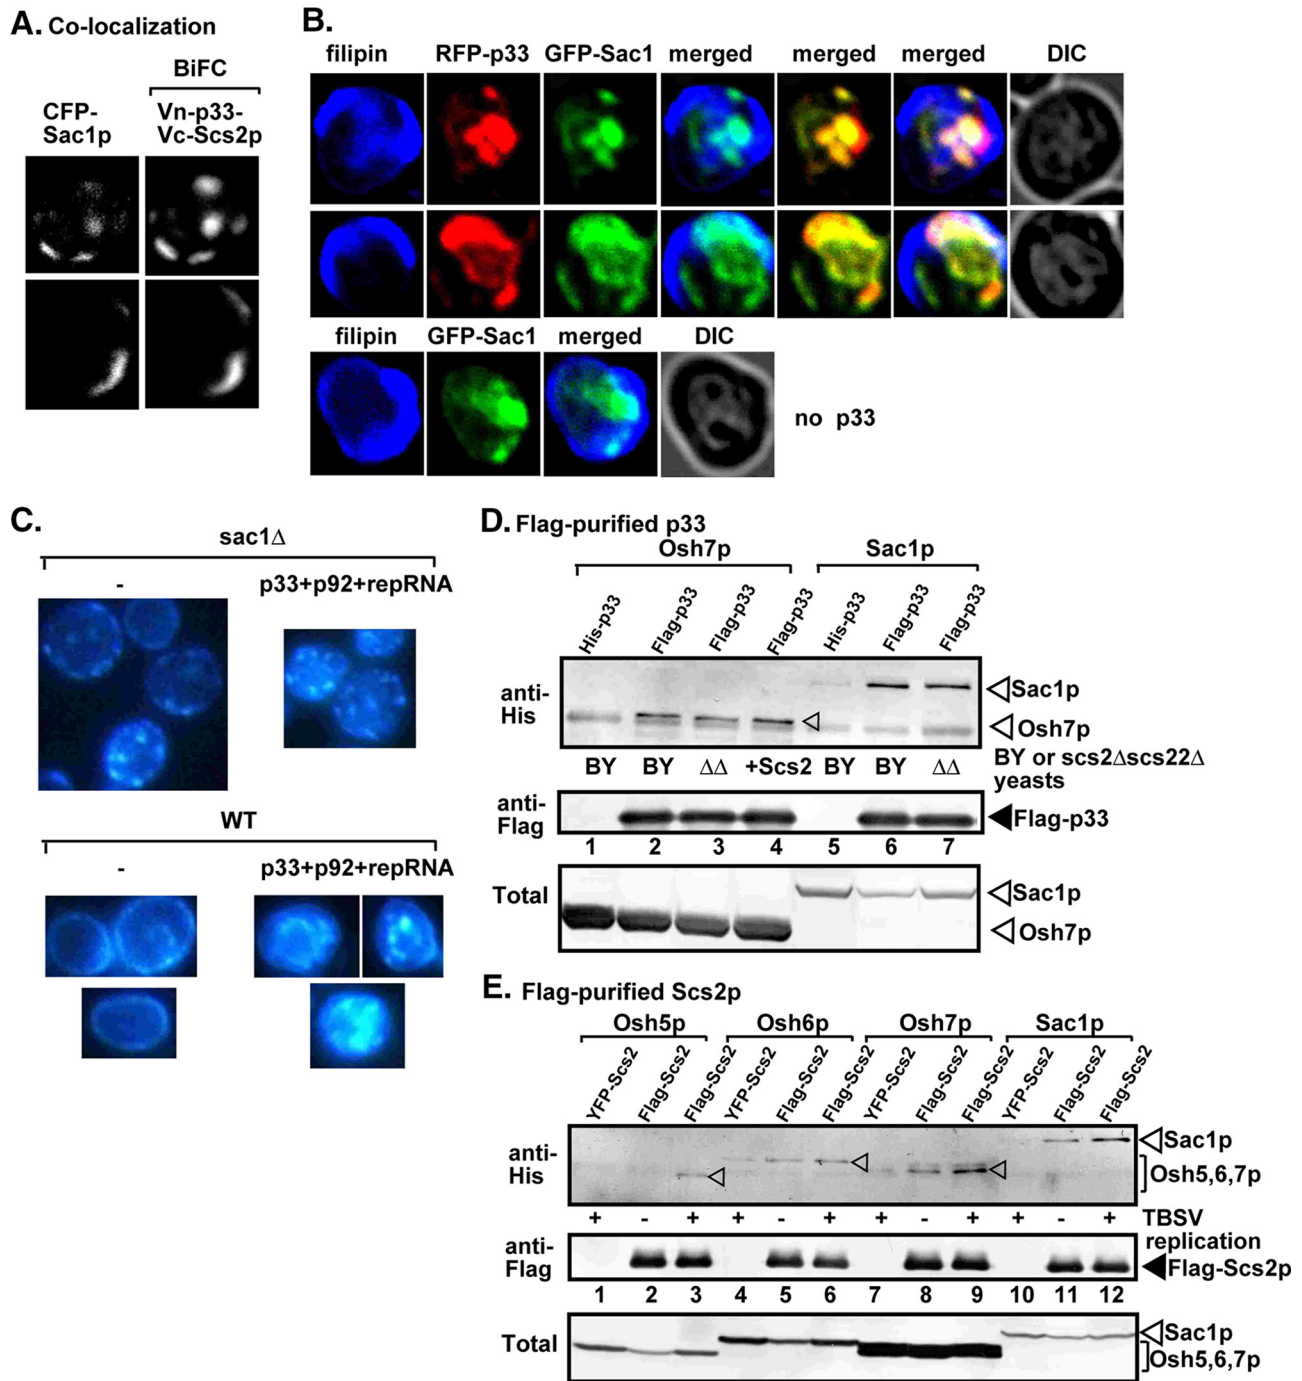 A. Co-localization
BiFC
CFP-
Sac1p
Vn-p33-
Vc-Scs2p
B.
filipin RFP-p33 GFP-Sac1 merged merged merged DIC
filipin GFP-Sac1 merged DIC
no p33
C.
sac1Δ
- p33+p92+repRNA
WT
- p33+p92+repRNA
D. Flag-purified p33
Osh7p Sac1p
His-p33 Flag-p33 Flag-p33 Flag-p33 His-p33 Flag-p33 Flag-p33
anti-
His
Sac1p
Osh7p
BY BY ΔΔ +Scs2 BY BY ΔΔ
BY or scs2Δscs22Δ
yeasts
anti-
Flag
Flag-p33
1 2 3 4 5 6 7
Total
Sac1p
Osh7p
E. Flag-purified Scs2p
Osh5p Osh6p Osh7p Sac1p
YFP-Scs2 Flag-Scs2 Flag-Scs2 YFP-Scs2 Flag-Scs2 Flag-Scs2 YFP-Scs2 Flag-Scs2 Flag-Scs2 YFP-Scs2 Flag-Scs2 Flag-Scs2
anti-
His
Sac1p
Osh5,6,7p
+ - + + - + + - + + - +
TBSV
replication
anti-
Flag
Flag-Scs2p
1 2 3 4 5 6 7 8 9 10 11 12
Total
Sac1p
Osh5,6,7p